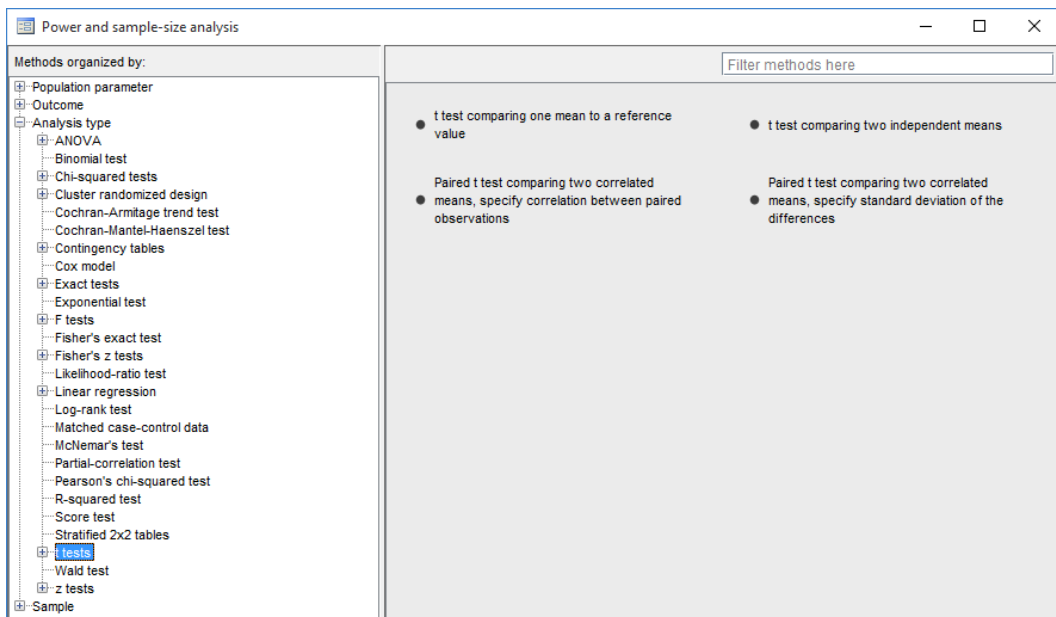 Power and sample-size analysis
Methods organized by:
Filter methods here
Population parameter
Outcome
Analysis type
ANOVA
Binomial test
Chi-squared tests
Cluster randomized design
Cochran-Armitage trend test
Cochran-Mantel-Haenszel test
Contingency tables
Cox model
Exact tests
Exponential test
F tests
Fisher's exact test
Fisher's z tests
Likelihood-ratio test
Linear regression
Log-rank test
Matched case-control data
McNemar's test
Partial-correlation test
Pearson's chi-squared test
R-squared test
Score test
Stratified 2x2 tables
t tests
Wald test
z tests
Sample
t test comparing one mean to a reference
value
t test comparing two independent means
Paired t test comparing two correlated
means, specify correlation between paired
observations
Paired t test comparing two correlated
means, specify standard deviation of the
differences